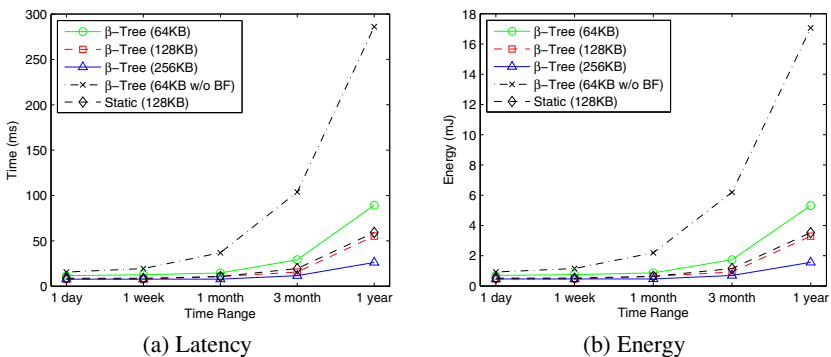 300
250
200
150
100
50
0
Time (ms)
β−Tree (64KB)
β−Tree (128KB)
β−Tree (256KB)
β−Tree (64KB w/o BF)
Static (128KB)
1 day
1 week
1 month
3 month
1 year
Time Range
(a) Latency
18
16
14
12
10
8
6
4
2
0
Energy (mJ)
β−Tree (64KB)
β−Tree (128KB)
β−Tree (256KB)
β−Tree (64KB w/o BF)
Static (128KB)
1 day
1 week
1 month
3 month
1 year
Time Range
(b) Energy